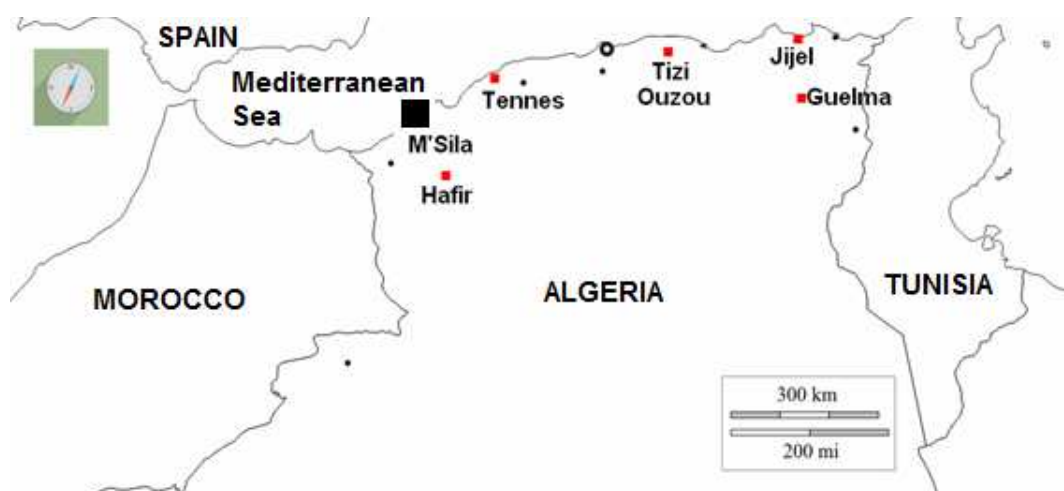 SPAIN
Mediterranean
Sea
M'Sila
Hafir
Tennes
Tizi
Ouzou
Jijel
Guelma
MOROCCO
ALGERIA
TUNISIA
300 km
200 mi